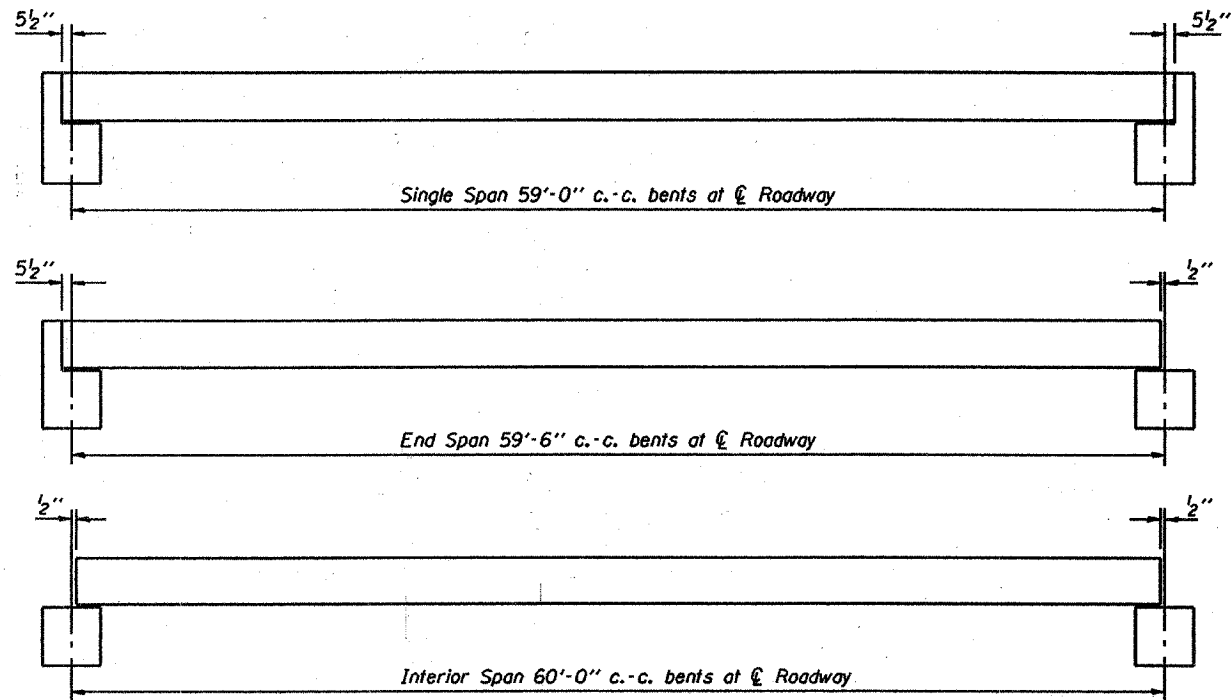 5½" 5½"
Single Span 59'-0" c.-c. bents at ℄ Roadway
5½" ½"
End Span 59'-6" c.-c. bents at ℄ Roadway
½" ½"
Interior Span 60'-0" c.-c. bents at ℄ Roadway